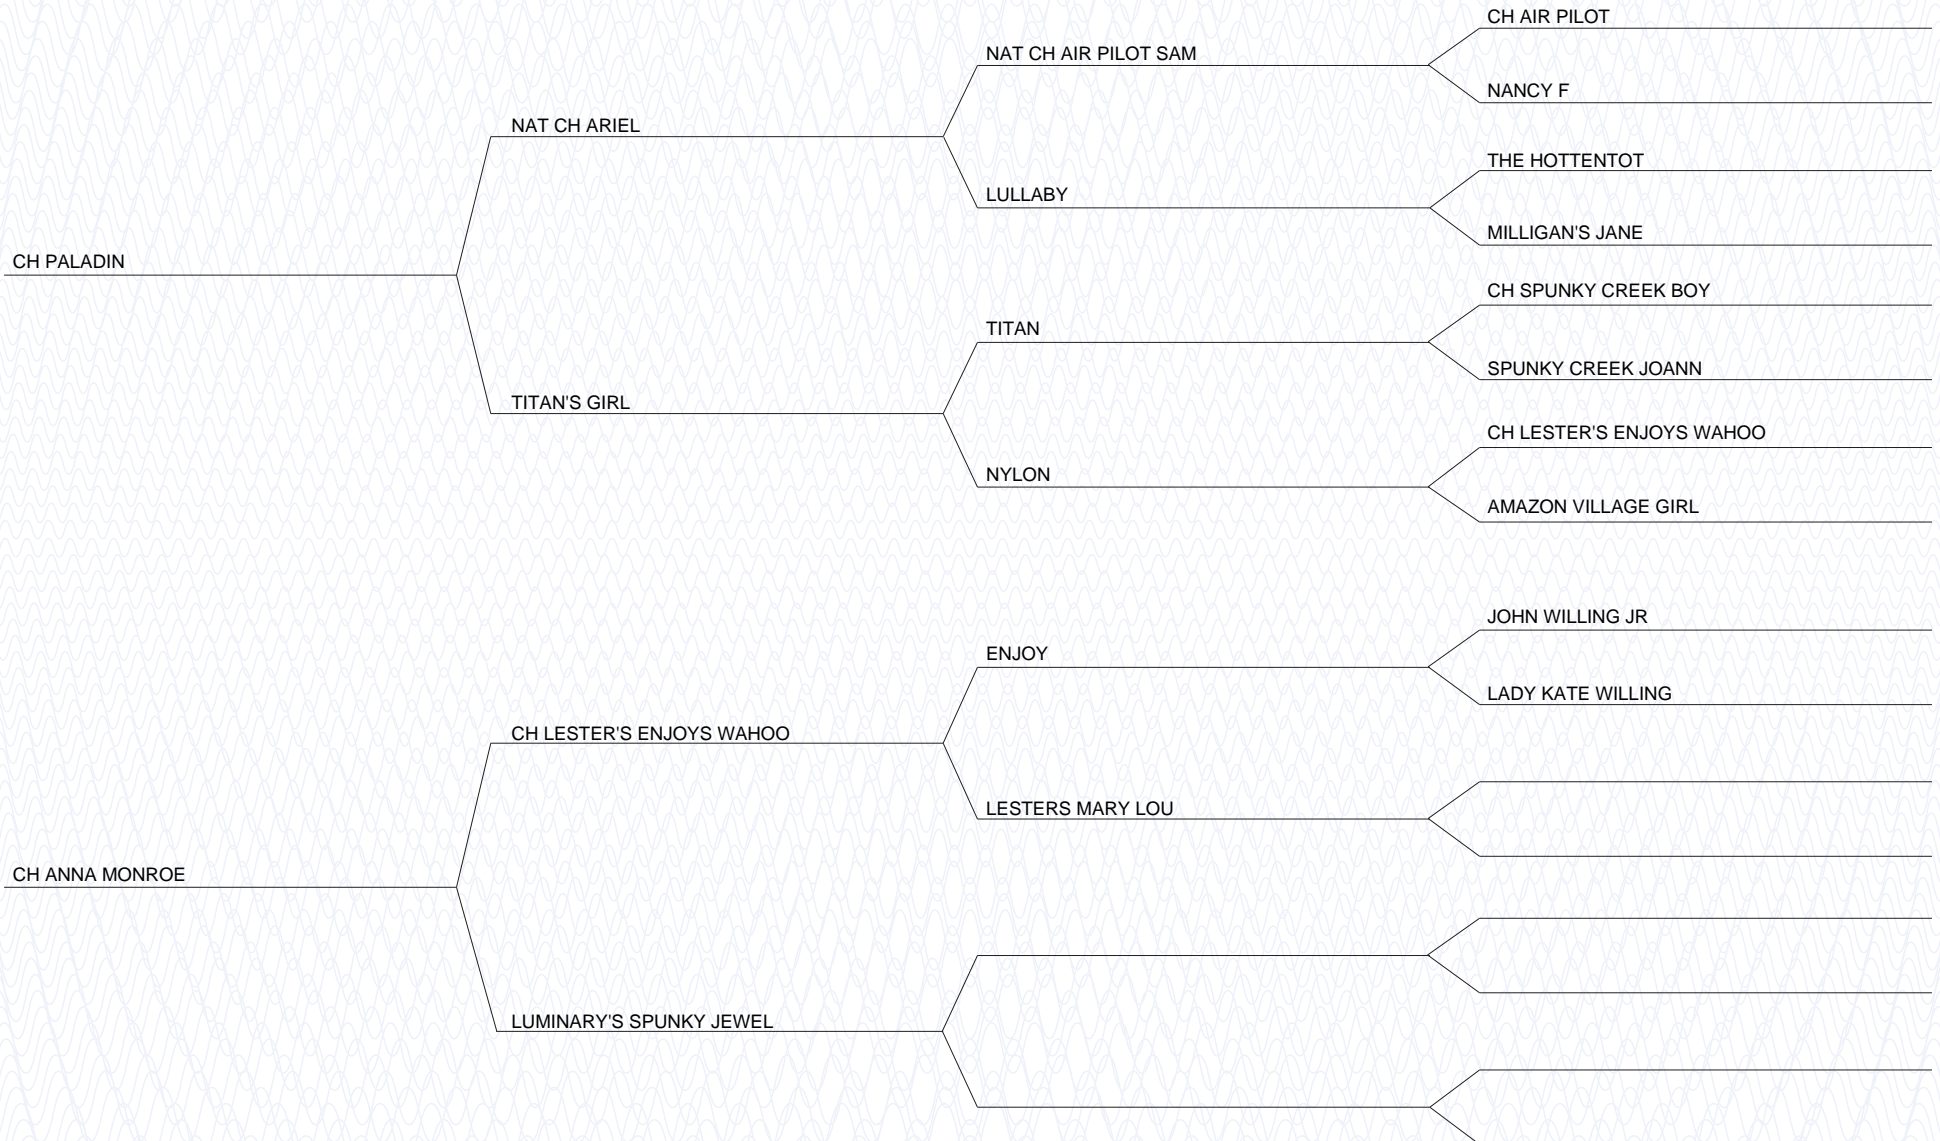 CH AIR PILOT
NAT CH AIR PILOT SAM
NANCY F
NAT CH ARIEL
THE HOTTENTOT
LULLABY
MILLIGAN'S JANE
CH PALADIN
CH SPUNKY CREEK BOY
TITAN
SPUNKY CREEK JOANN
TITAN'S GIRL
CH LESTER'S ENJOYS WAHOO
NYLON
AMAZON VILLAGE GIRL
JOHN WILLING JR
ENJOY
LADY KATE WILLING
CH LESTER'S ENJOYS WAHOO
LESTERS MARY LOU
CH ANNA MONROE
LUMINARY'S SPUNKY JEWEL